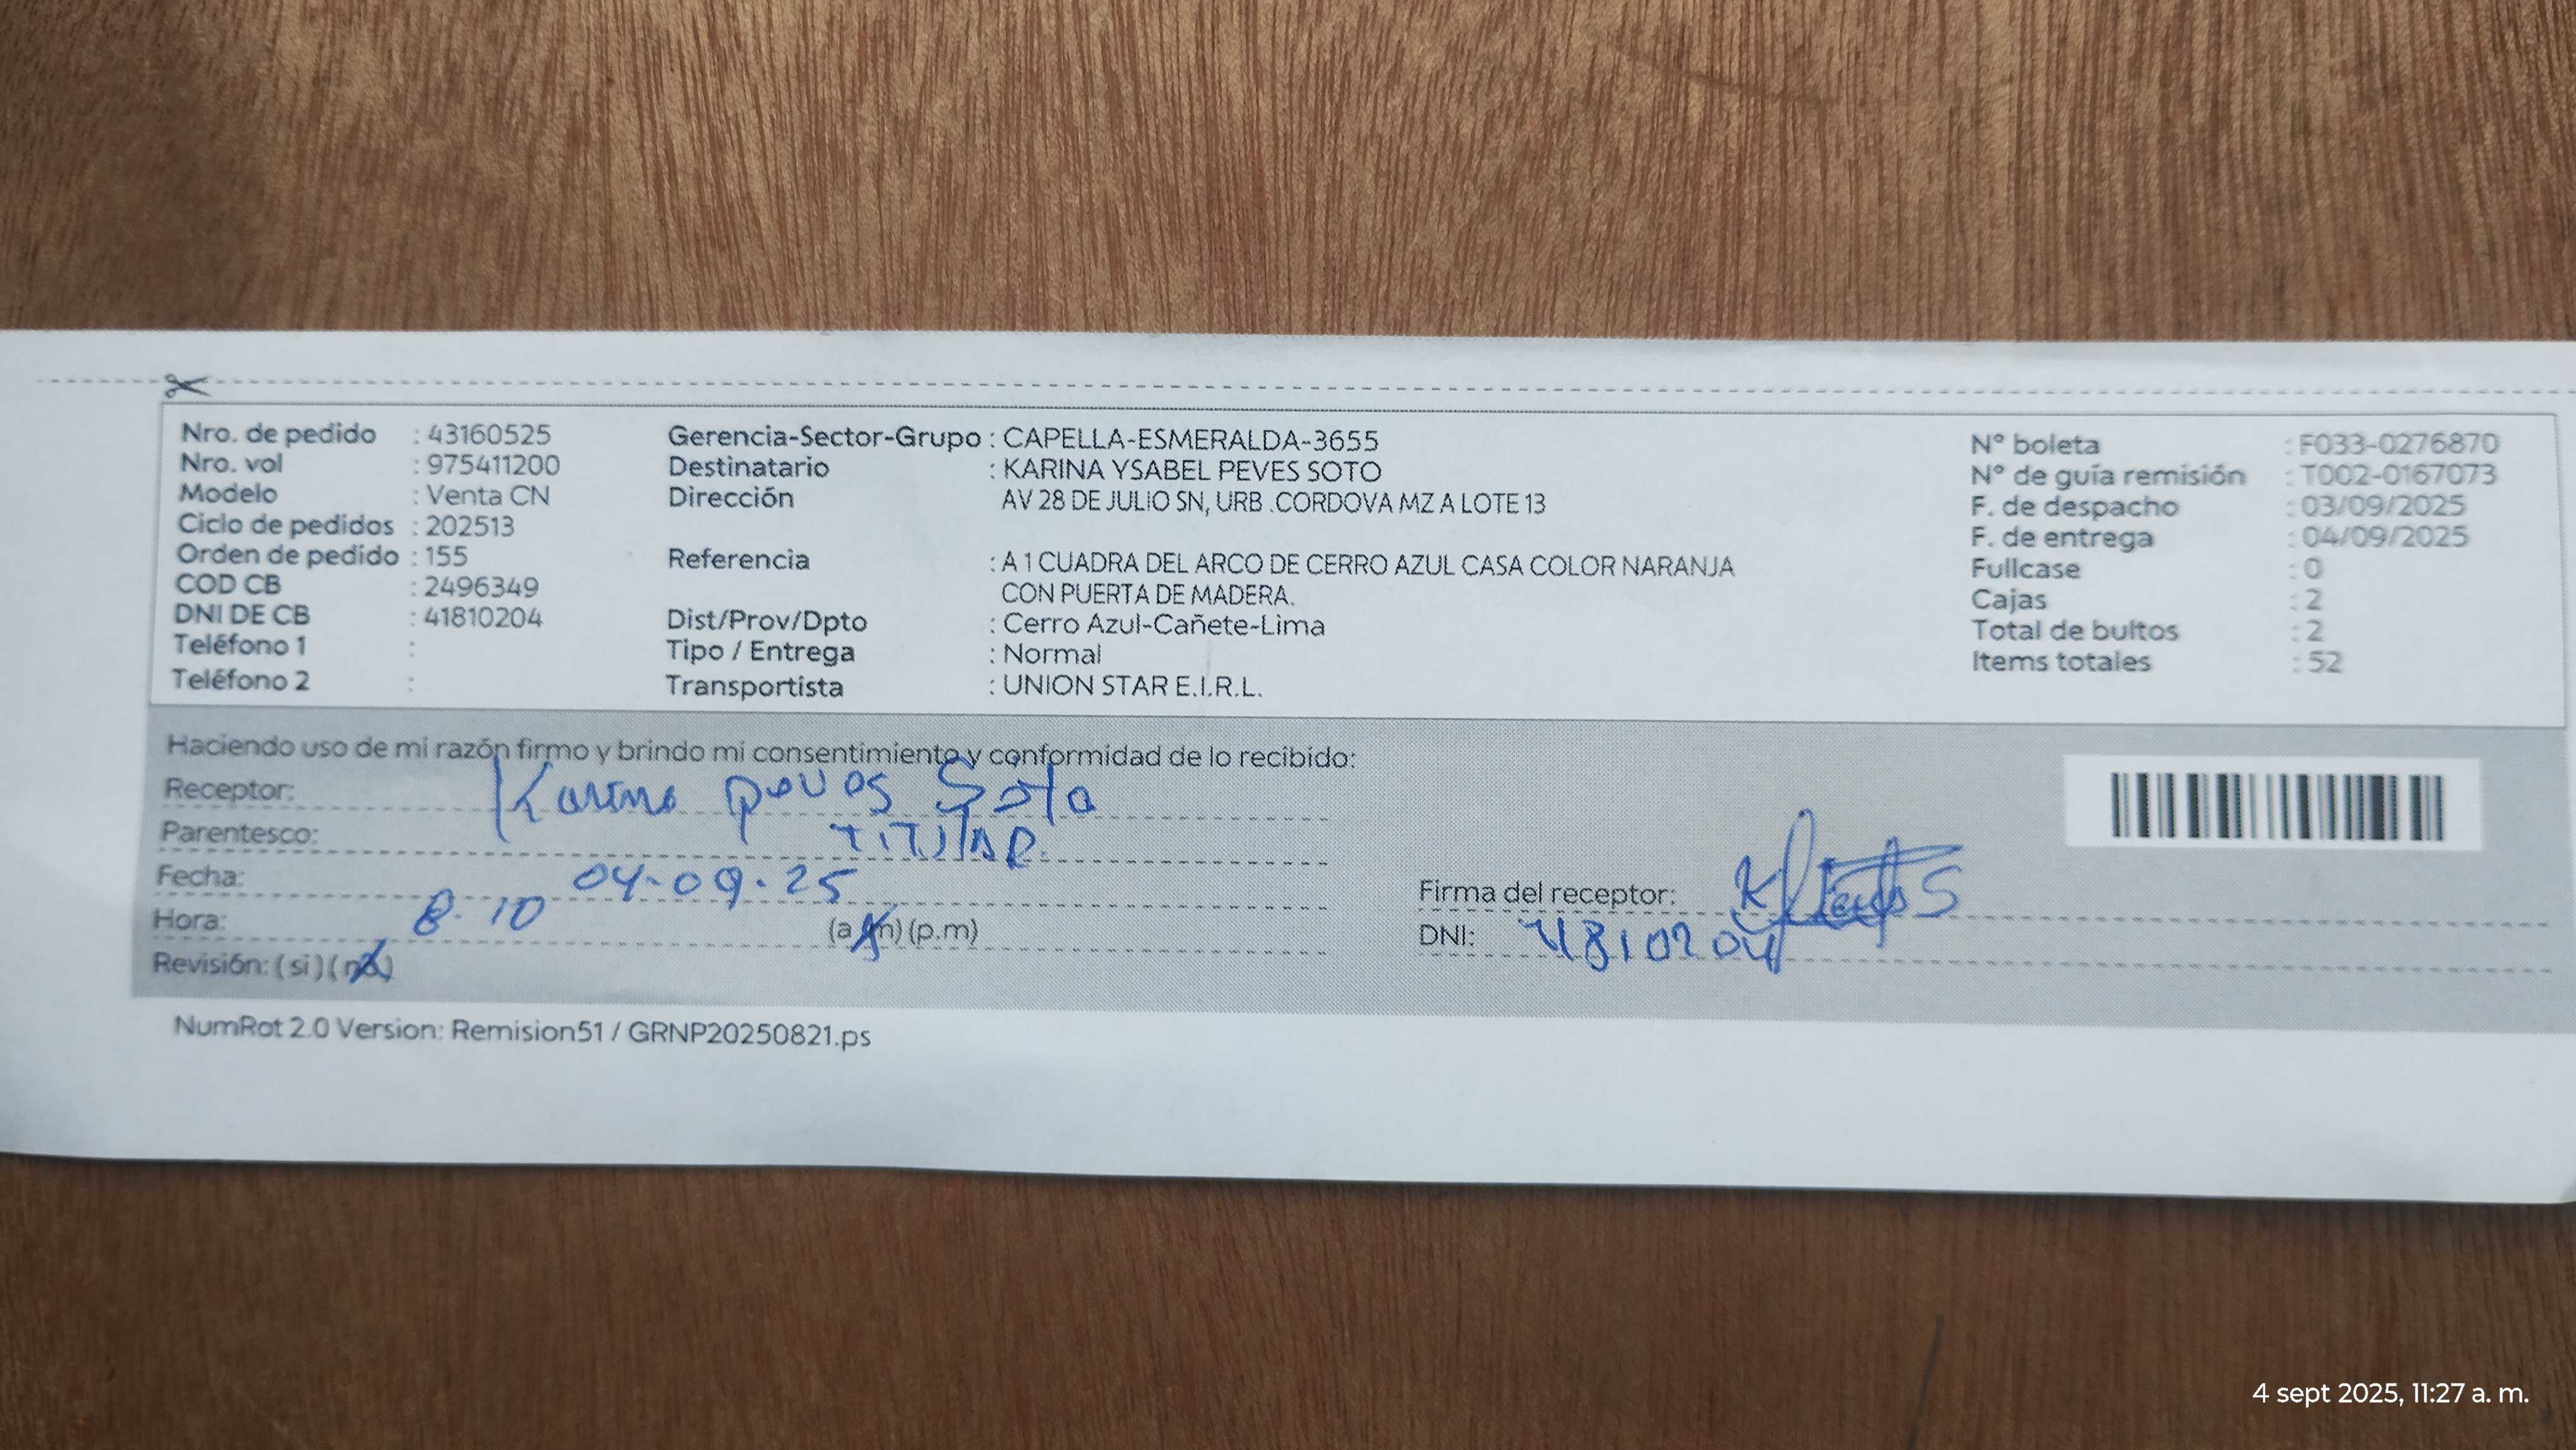 Nro. de pedido : 43160525
Nro. vol : 975411200
Modelo : Venta CN
Ciclo de pedidos : 202513
Orden de pedido : 155
COD CB : 2496349
DNI DE CB : 41810204
Teléfono 1 :
Teléfono 2 :
Gerencia-Sector-Grupo : CAPELLA-ESMERALDA-3655
Destinatario : KARINA YSABEL PEVES SOTO
Dirección AV 28 DE JULIO SN, URB .CORDOVA MZ A LOTE 13
Referencia : A 1 CUADRA DEL ARCO DE CERRO AZUL CASA COLOR NARANJA
CON PUERTA DE MADERA.
Dist/Prov/Dpto : Cerro Azul-Cañete-Lima
Tipo / Entrega : Normal
Transportista : UNION STAR E.I.R.L.
N° boleta : F033-0276870
N° de guía remisión : T002-0167073
F. de despacho : 03/09/2025
F. de entrega : 04/09/2025
Fullcase : 0
Cajas : 2
Total de bultos : 2
Items totales : 52
Haciendo uso de mi razón firmo y brindo mi consentimiento y conformidad de lo recibido:
Receptor: Karina peves Soto
Parentesco: TITULAR.
Fecha: 04-09-25
Hora: 8-10 (a.m) (p.m)
Revisión: ( si ) ( no )
Firma del receptor:
DNI: 41810204
NumRot 2.0 Version: Remision51 / GRNP20250821.ps
4 sept 2025, 11:27 a. m.